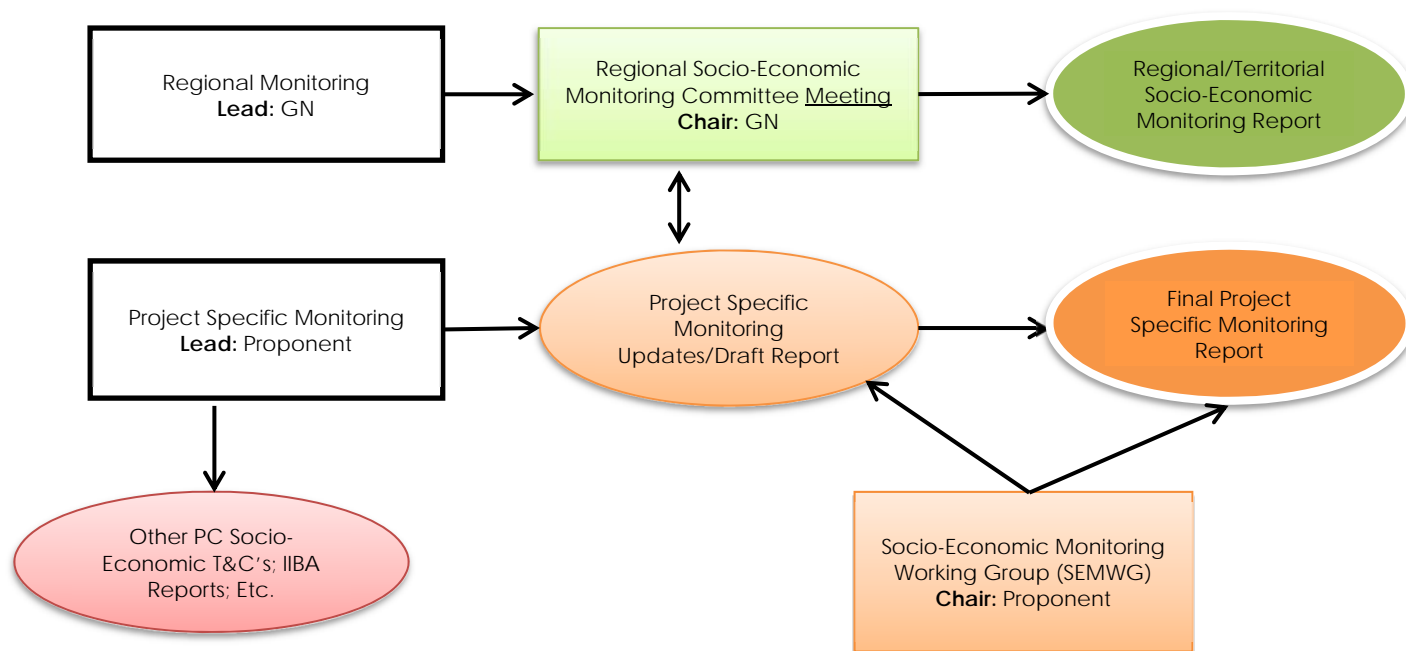 Regional Monitoring
Lead: GN
Regional Socio-Economic
Monitoring Committee Meeting
Chair: GN
Regional/Territorial
Socio-Economic
Monitoring Report
Project Specific Monitoring
Lead: Proponent
Project Specific
Monitoring
Updates/Draft Report
Final Project
Specific Monitoring
Report
Other PC Socio-
Economic T&C's; IIBA
Reports; Etc.
Socio-Economic Monitoring
Working Group (SEMWG)
Chair: Proponent